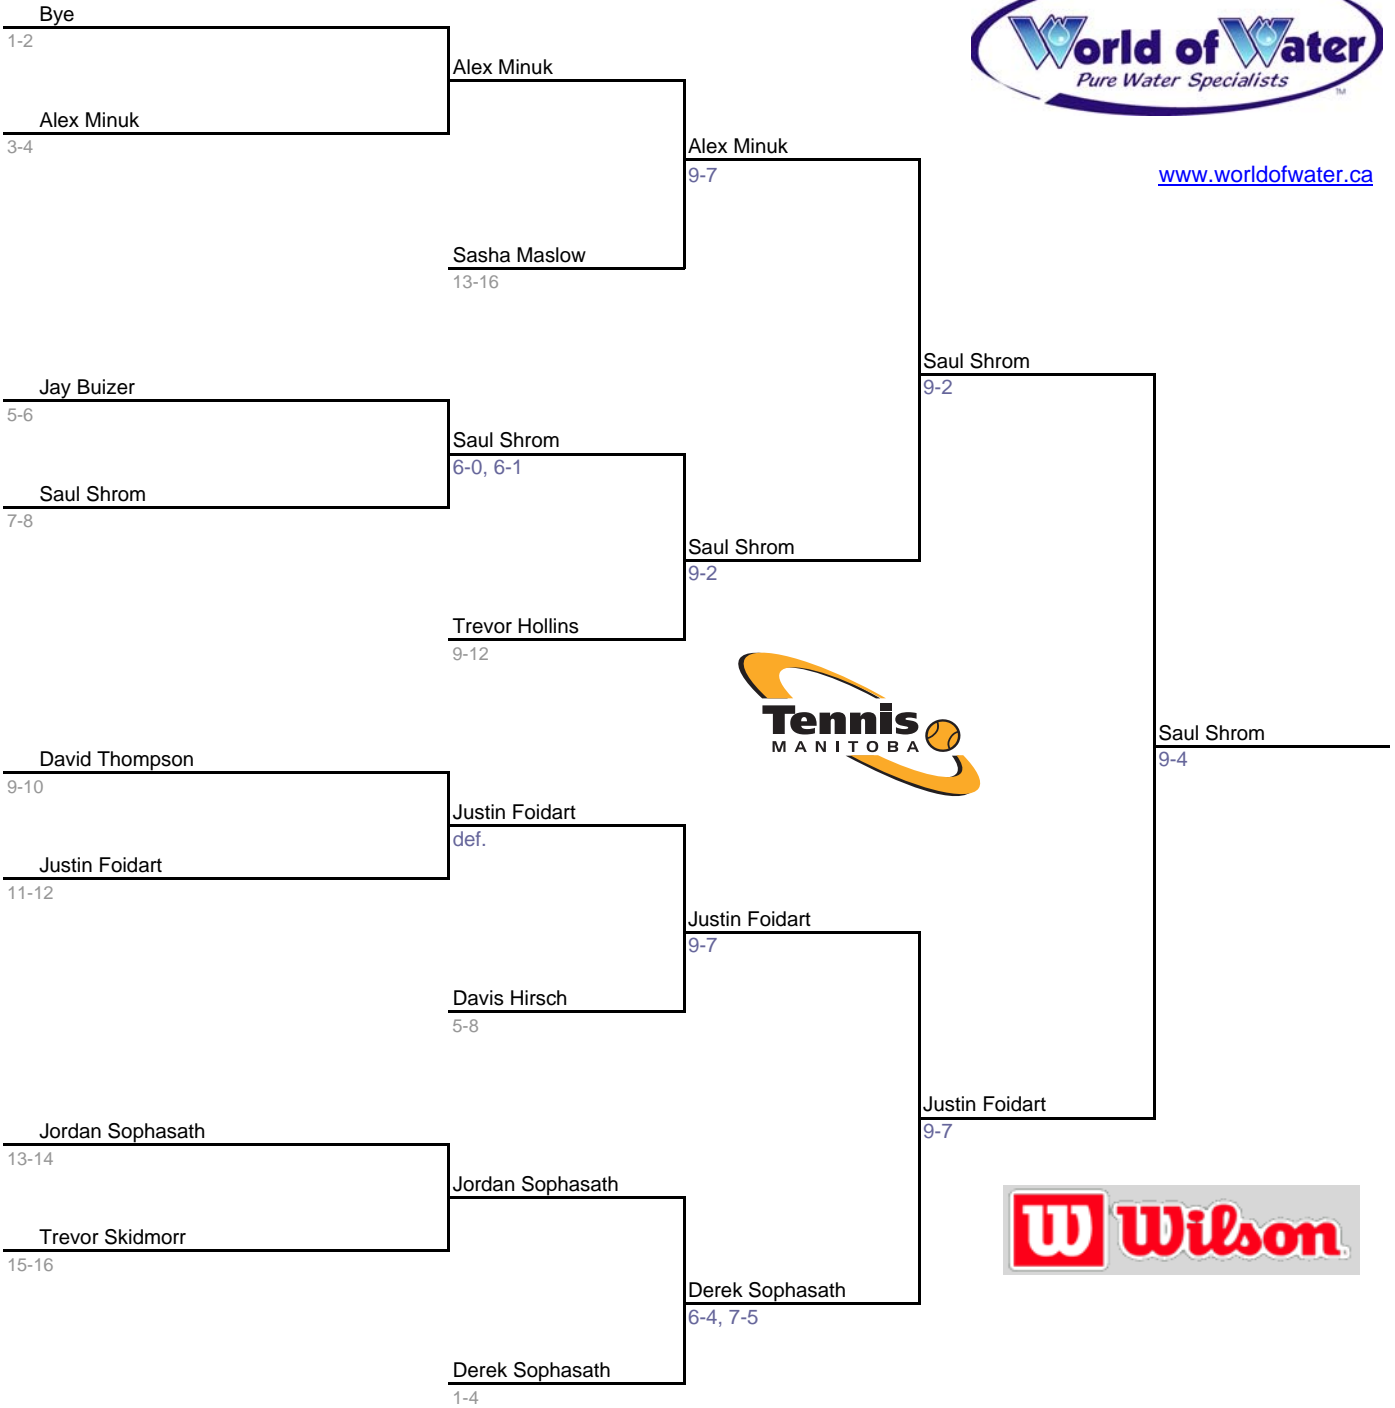 Bye
1-2
World of Water
Pure Water Specialists
TM
Alex Minuk
Alex Minuk
3-4
Alex Minuk
9-7
www.worldofwater.ca
Sasha Maslow
13-16
Saul Shrom
9-2
Jay Buizer
5-6
Saul Shrom
6-0, 6-1
Saul Shrom
7-8
Saul Shrom
9-2
Trevor Hollins
9-12
Tennis
MANITOBA
Saul Shrom
9-4
David Thompson
9-10
Justin Foidart
def.
Justin Foidart
11-12
Justin Foidart
9-7
Davis Hirsch
5-8
Justin Foidart
9-7
Jordan Sophasath
13-14
Jordan Sophasath
Trevor Skidmorr
15-16
W Wilson
Derek Sophasath
6-4, 7-5
Derek Sophasath
1-4